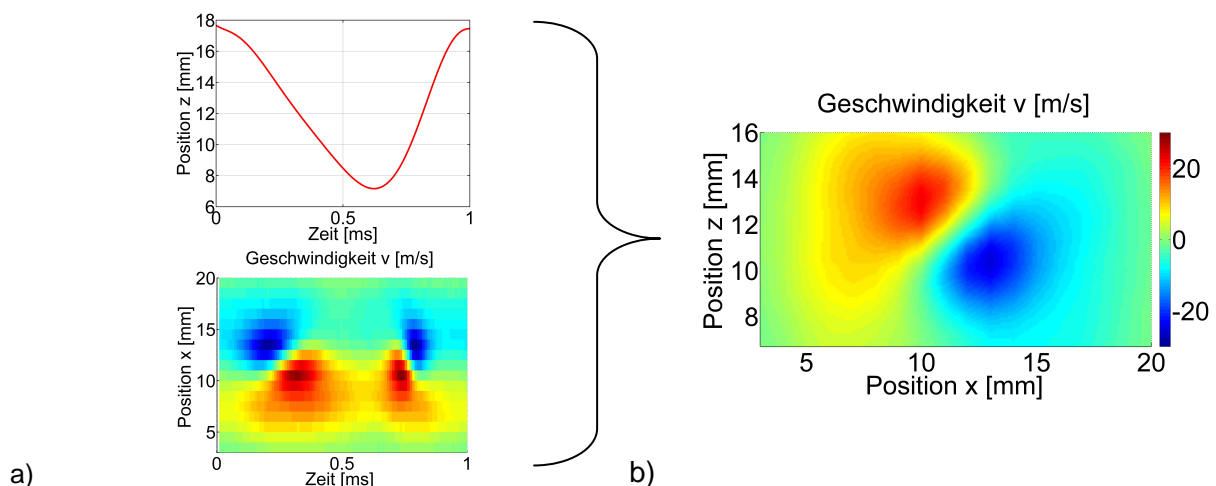 18
16
14
12
10
8
6
Position z [mm]
0 0.5 1
Zeit [ms]
Geschwindigkeit v [m/s]
20
15
10
5
Position x [mm]
0 0.5 1
Zeit [ms]
a)
Geschwindigkeit v [m/s]
16
14
12
10
8
Position z [mm]
5 10 15 20
Position x [mm]
20
0
-20
b)